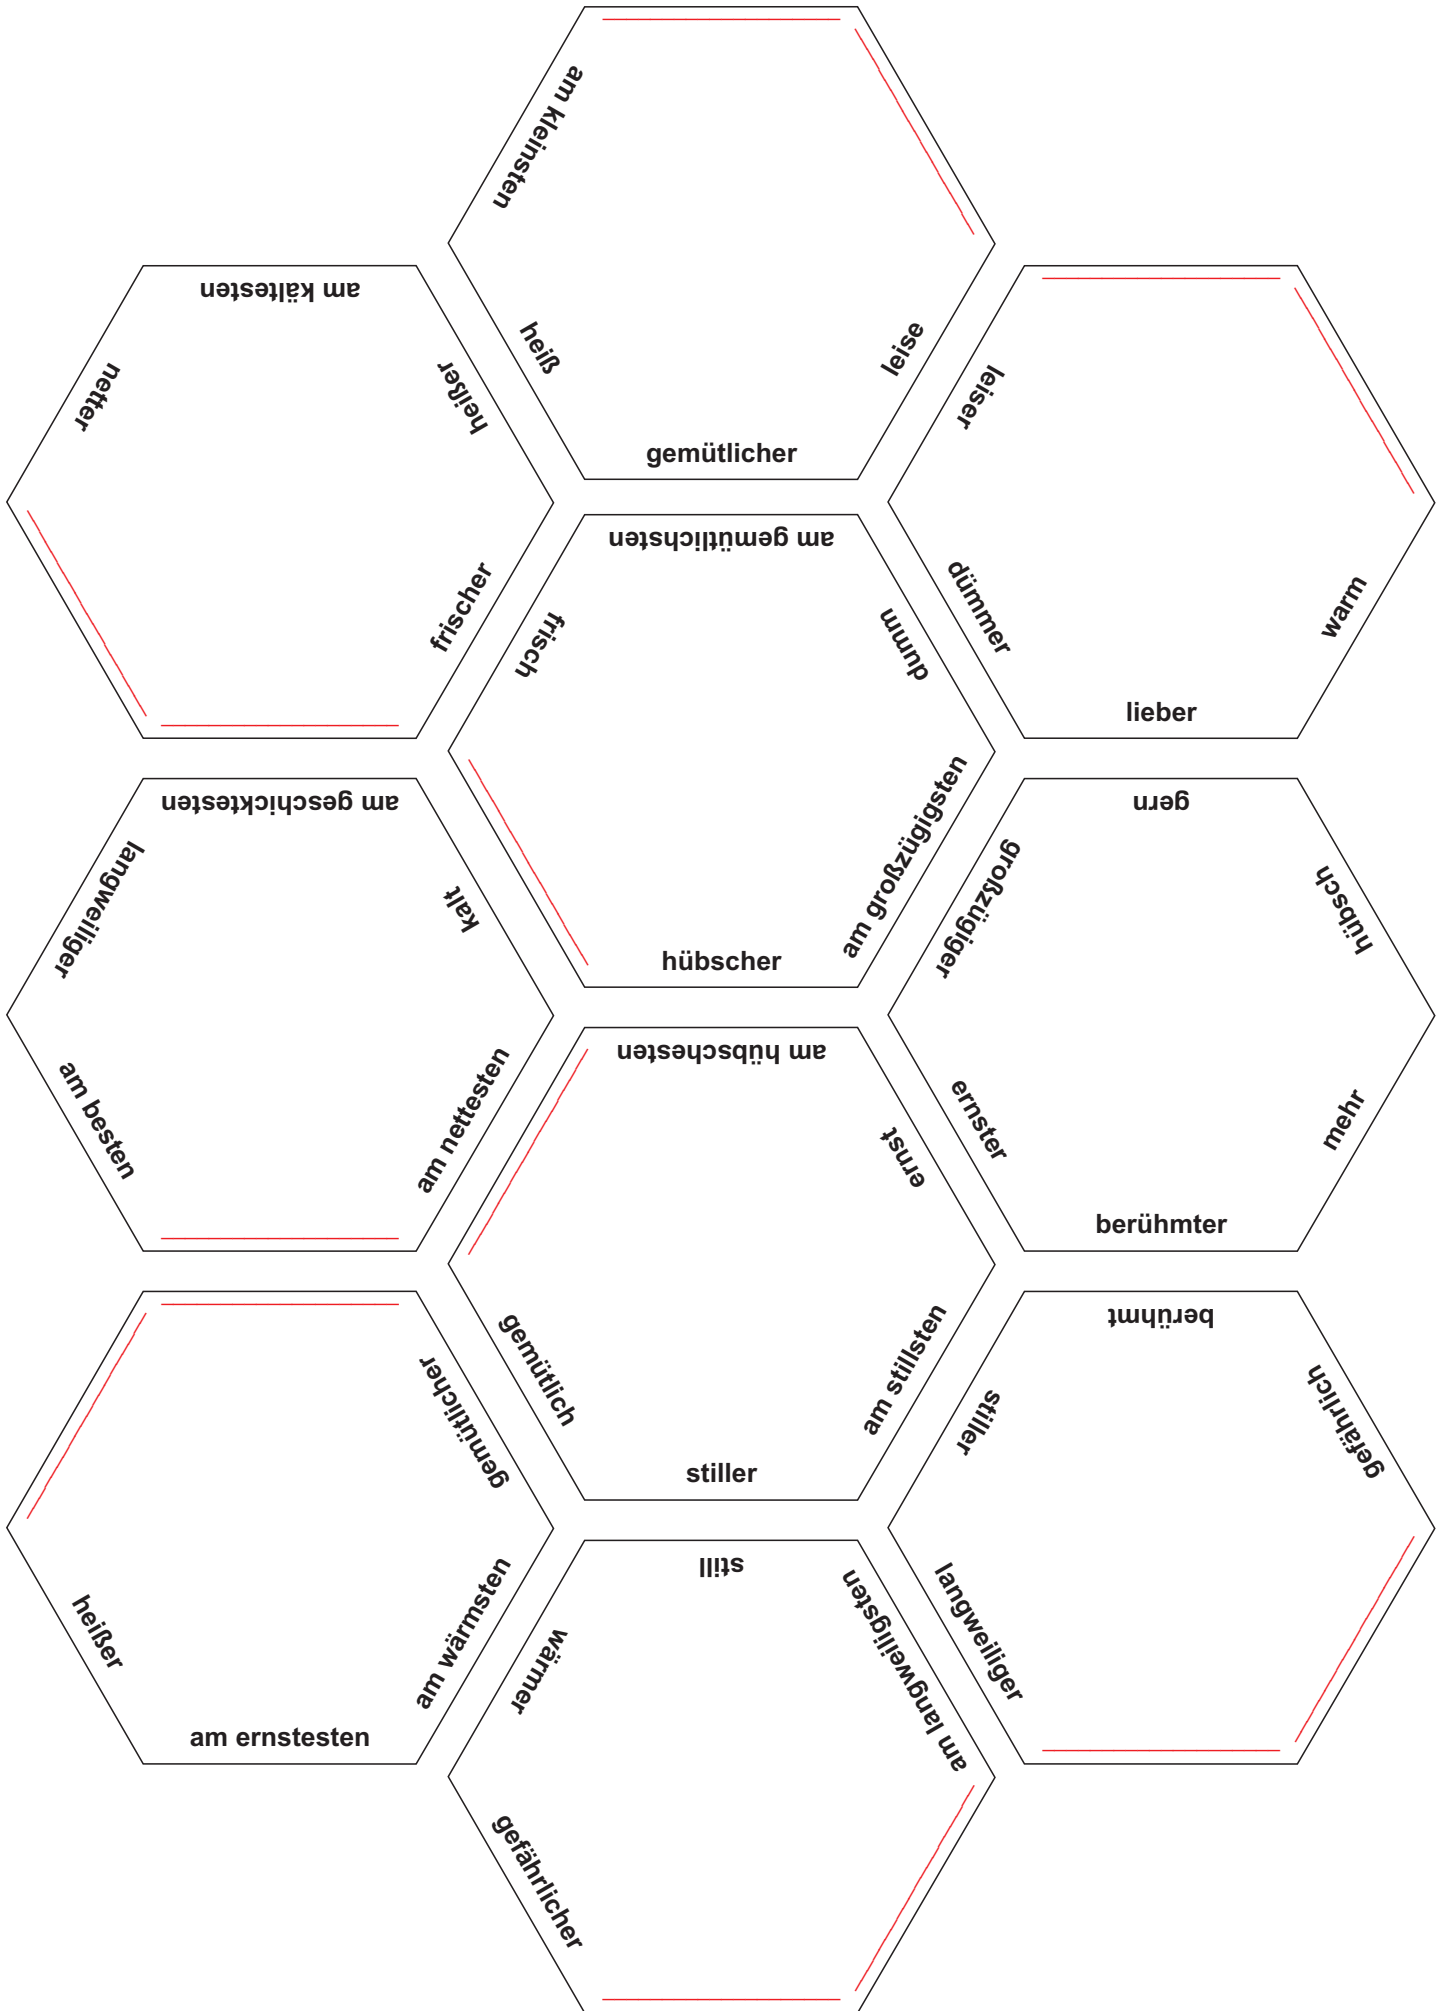 am kleinsten
heiß
leise
gemütlicher
am kältesten
netter
heißer
frischer
leiser
dümmer
warm
lieber
am gemütlichsten
frisch
dumm
am großzügigsten
hübscher
am geschicktesten
langweiliger
kalt
am besten
am nettesten
gern
großzügiger
hübsch
ernster
mehr
berühmter
am hübschesten
ernst
gemütlich
am stillsten
stiller
gemütlicher
heißer
am wärmsten
am ernstesten
berühmt
stiller
gefährlich
langweiliger
still
wärmer
am langweiligsten
gefährlicher